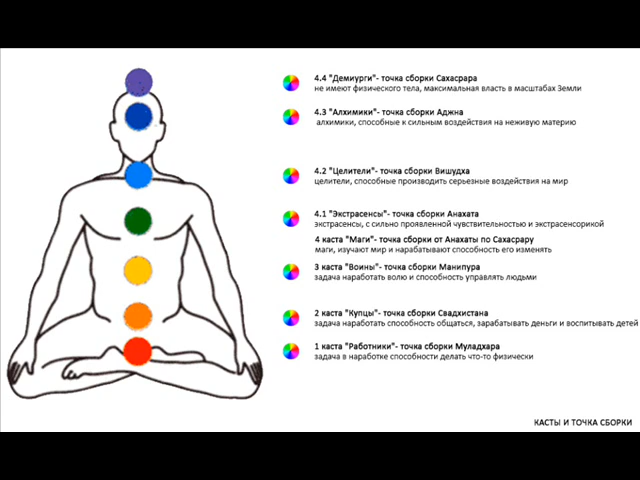 4.4 "Демиурги"- точка сборки Сахасрара
не имеют физического тела, максимальная власть в масштабах Земли
4.3 "Алхимики"- точка сборки Аджна
алхимики, способные к сильным воздействия на неживую материю
4.2 "Целители"- точка сборки Вишудха
целители, способные производить серьезные воздействия на мир
4.1 "Экстрасенсы"- точка сборки Анахата
экстрасенсы, с сильно проявленной чувствительностью и экстрасенсорикой
4 каста "Маги"- точка сборки от Анахаты по Сахасрару
маги, изучают мир и нарабатывают способность его изменять
3 каста "Воины"- точка сборки Манипура
задача наработать волю и способность управлять людьми
2 каста "Купцы"- точка сборки Свадхистана
задача наработать способность общаться, зарабатывать деньги и воспитывать детей
1 каста "Работники"- точка сборки Муладхара
задача в наработке способности делать что-то физически
КАСТЫ И ТОЧКА СБОРКИ